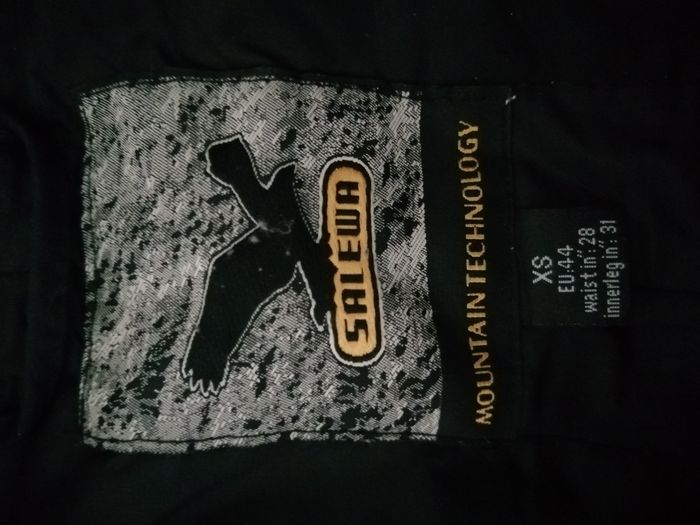 SALEWA
MOUNTAIN TECHNOLOGY
XS
EU.44
waist in": 28
innerleg in": 31